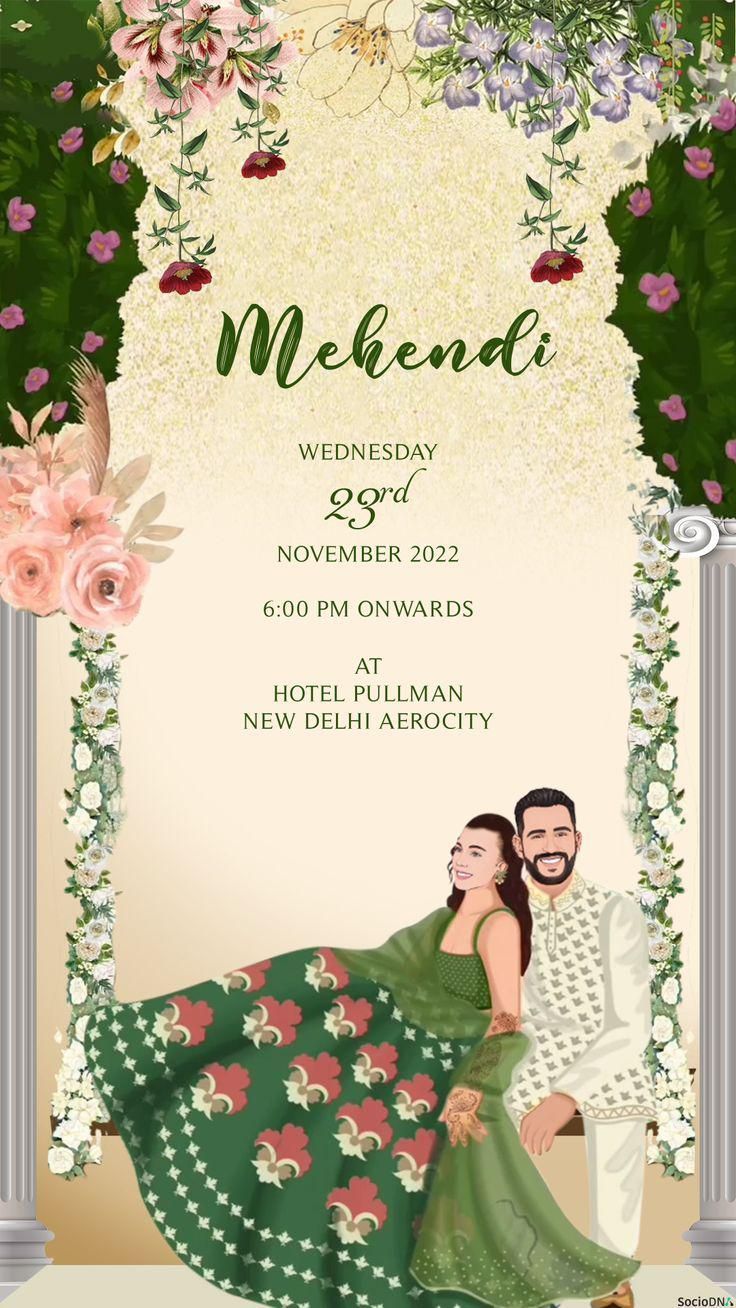 Mehendi
WEDNESDAY
23rd
NOVEMBER 2022
6:00 PM ONWARDS
AT
HOTEL PULLMAN
NEW DELHI AEROCITY
SocioDNA